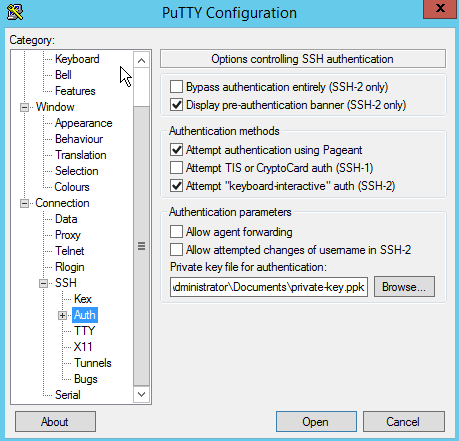 PuTTY Configuration
Category:
Keyboard
Bell
Features
Window
Appearance
Behaviour
Translation
Selection
Colours
Connection
Data
Proxy
Telnet
Rlogin
SSH
Kex
Auth
TTY
X11
Tunnels
Bugs
Serial
Options controlling SSH authentication
Bypass authentication entirely (SSH-2 only)
Display pre-authentication banner (SSH-2 only)
Authentication methods
Attempt authentication using Pageant
Attempt TIS or CryptoCard auth (SSH-1)
Attempt "keyboard-interactive" auth (SSH-2)
Authentication parameters
Allow agent forwarding
Allow attempted changes of username in SSH-2
Private key file for authentication:
dministrator\Documents\private-key.ppk
Browse...
About
Open
Cancel